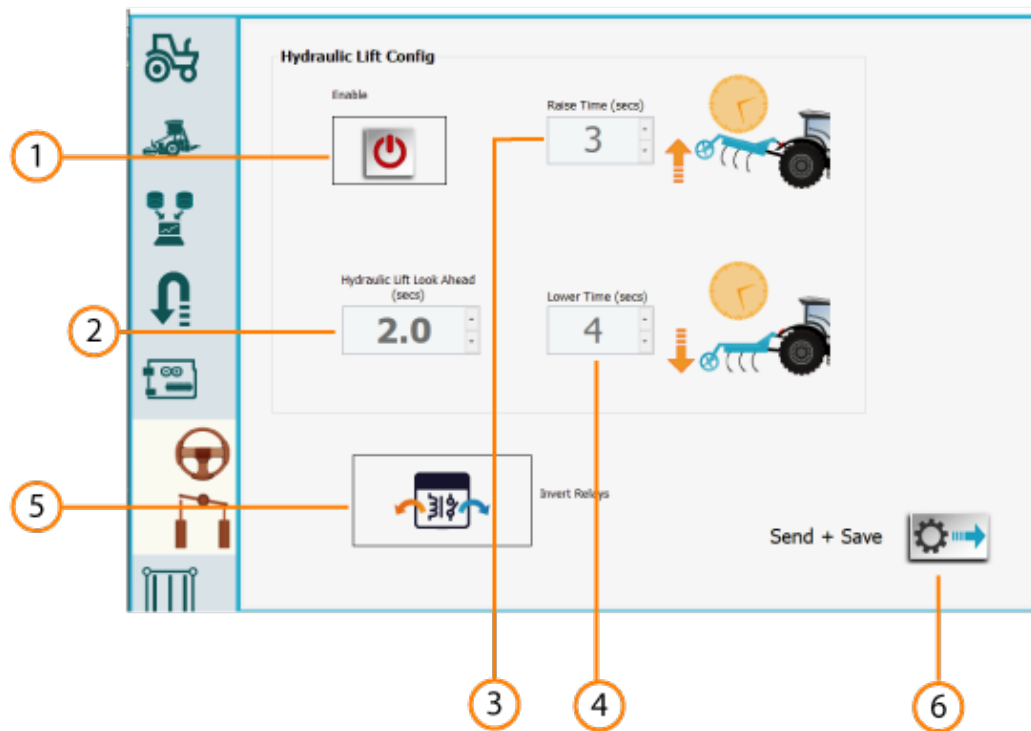 Hydraulic Lift Config
Enable
Raise Time (secs)
3
1
Hydraulic Lift Look Ahead
(secs)
2.0
Lower Time (secs)
4
2
5
Invert Relays
Send + Save
3
4
6